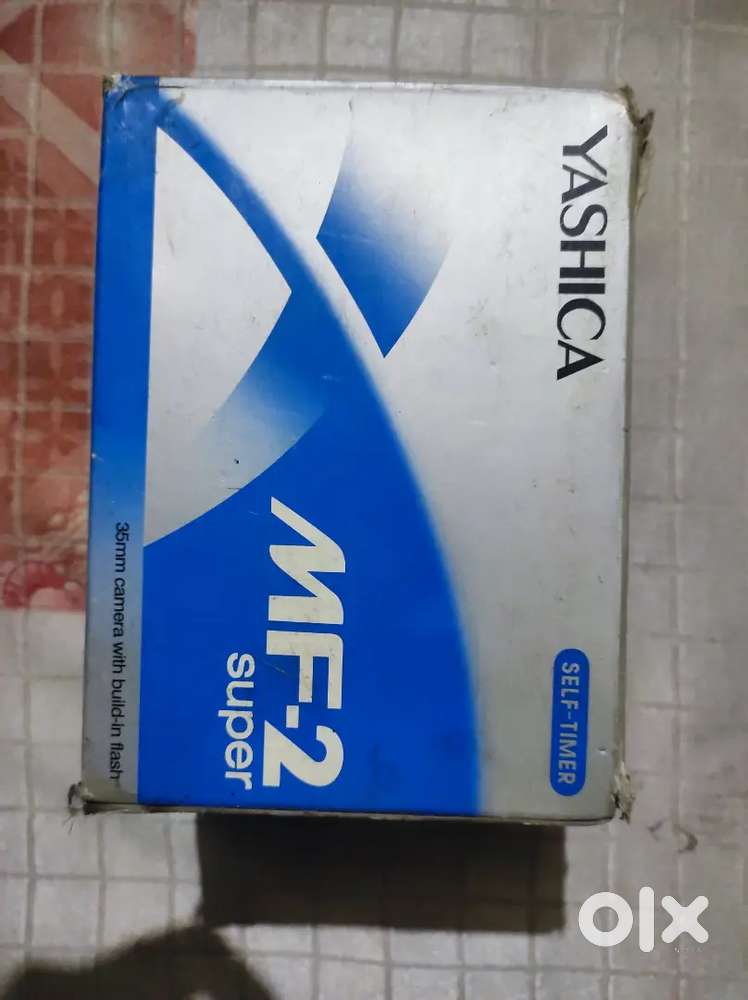 YASHICA
SELF-TIMER
MF-2
super
35mm camera with build-in flash
olx